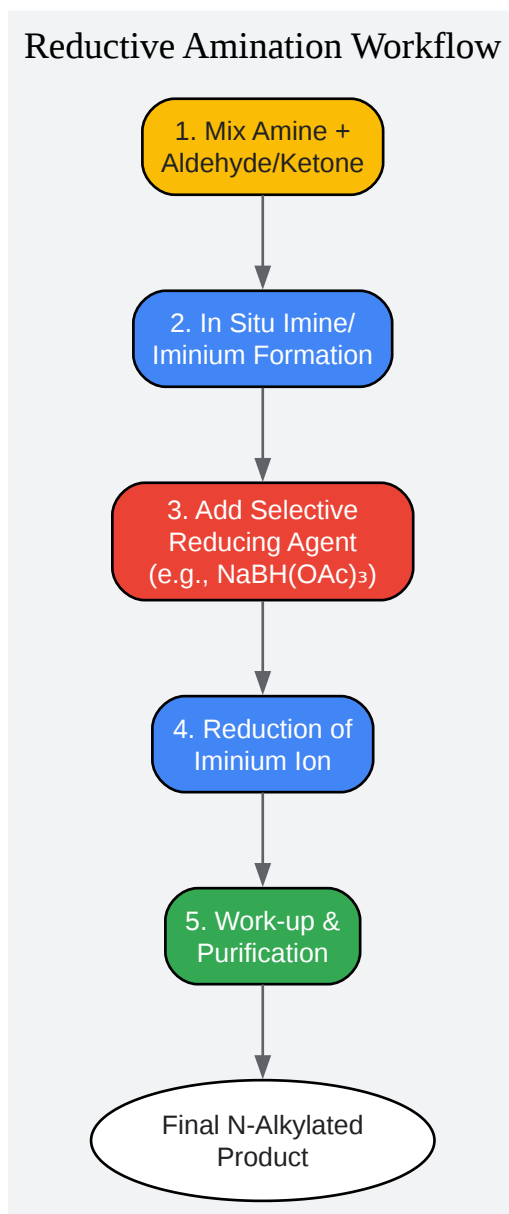 Reductive Amination Workflow
1. Mix Amine +
Aldehyde/Ketone
2. In Situ Imine/
Iminium Formation
3. Add Selective
Reducing Agent
(e.g., NaBH(OAc)₃)
4. Reduction of
Iminium Ion
5. Work-up &
Purification
Final N-Alkylated
Product